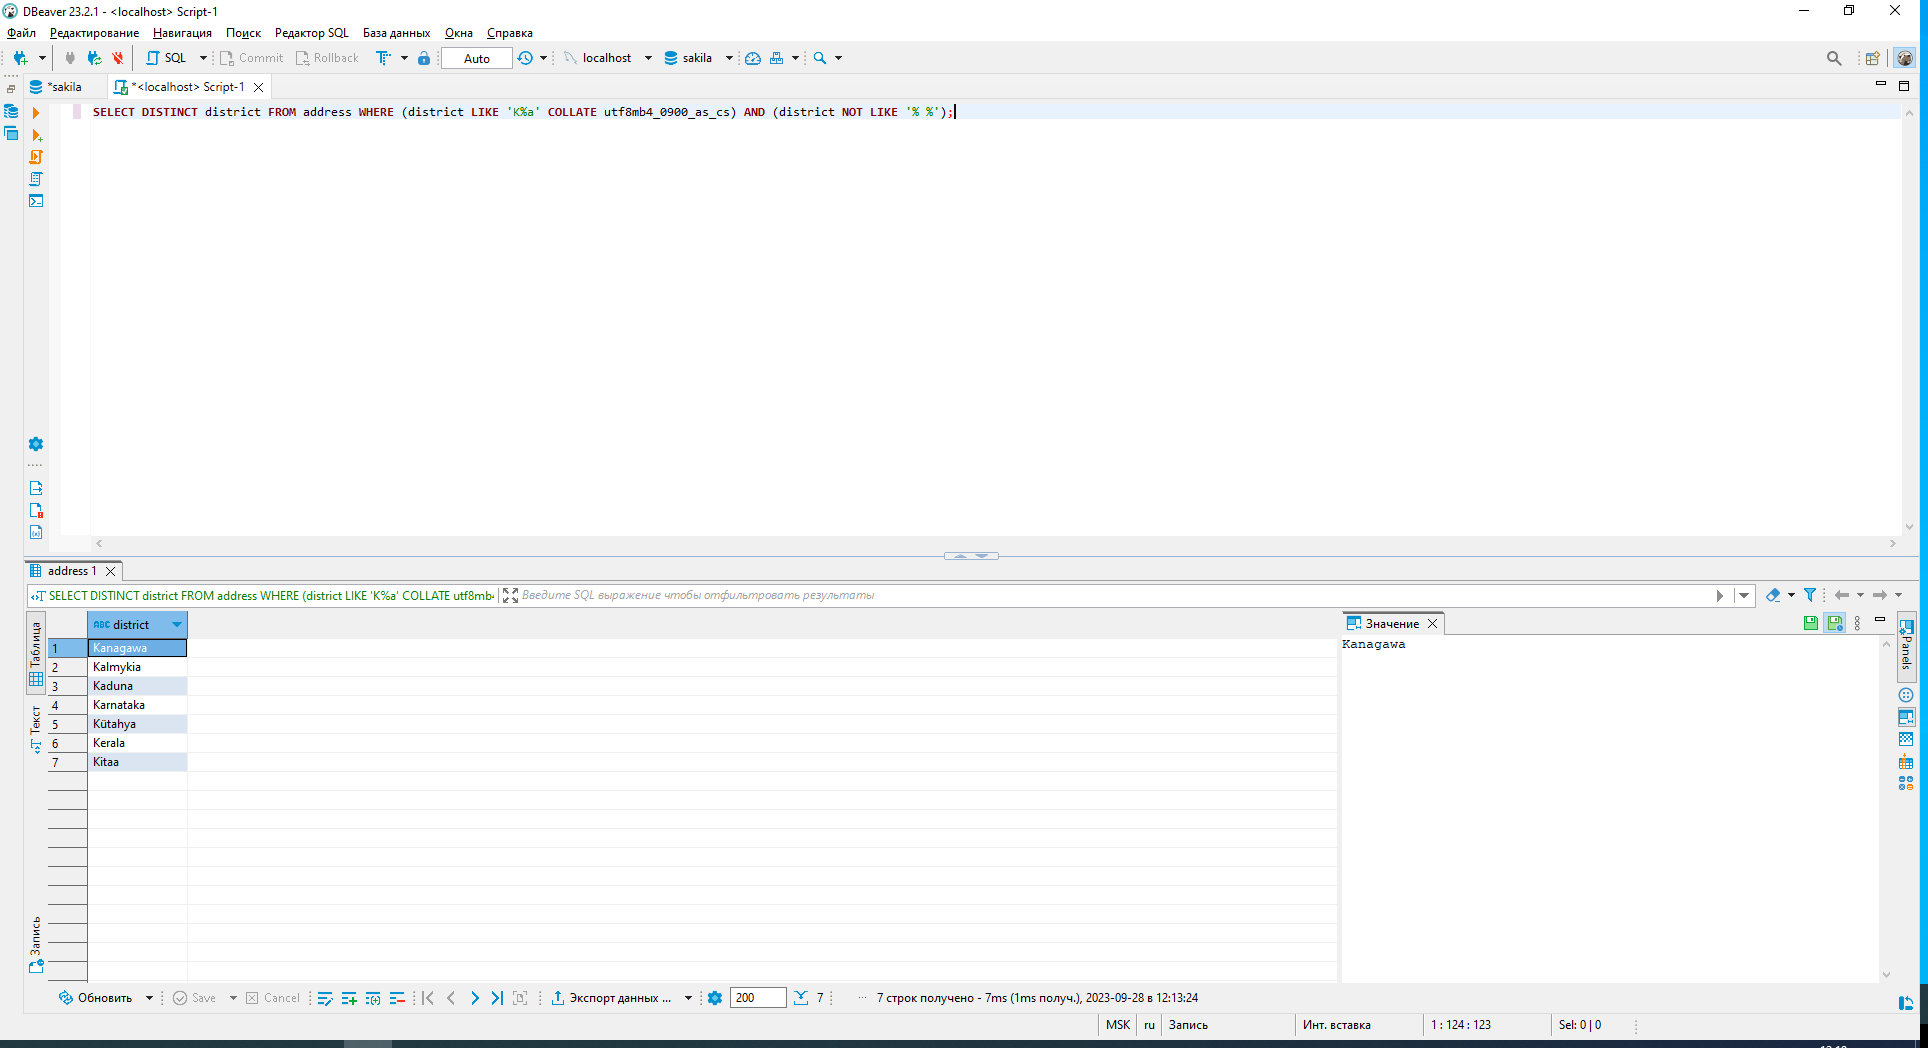 DBeaver 23.2.1 - <localhost> Script-1
Файл Редактирование Навигация Поиск Редактор SQL База данных Окна Справка
SQL Commit Rollback Auto localhost sakila
*sakila *<localhost> Script-1
SELECT DISTINCT district FROM address WHERE (district LIKE 'K%a' COLLATE utf8mb4_0900_as_cs) AND (district NOT LIKE '% %');
address 1
SELECT DISTINCT district FROM address WHERE (district LIKE 'K%a' COLLATE utf8mb4 Введите SQL выражение чтобы отфильтровать результаты
Таблица
Текст
Запись
ABC district
1 Kanagawa
2 Kalmykia
3 Kaduna
4 Karnataka
5 Kütahya
6 Kerala
7 Kitaa
Значение
Kanagawa
Panels
Обновить Save Cancel Экспорт данных ... 200 7 ... 7 строк получено - 7ms (1ms получ.), 2023-09-28 в 12:13:24
MSK ru Запись Инт. вставка 1 : 124 : 123 Sel: 0 | 0